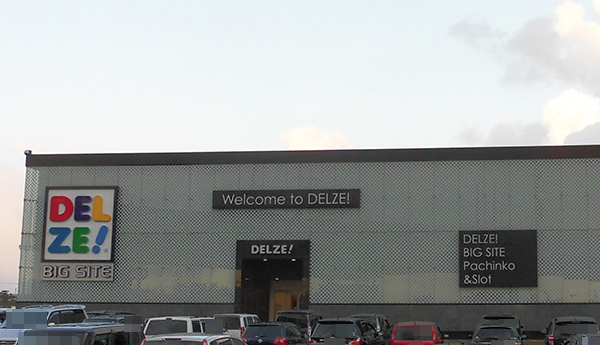 DEL
ZE!
BIG SITE
Welcome to DELZE!
DELZE!
DELZE!
BIG SITE
Pachinko
&Slot